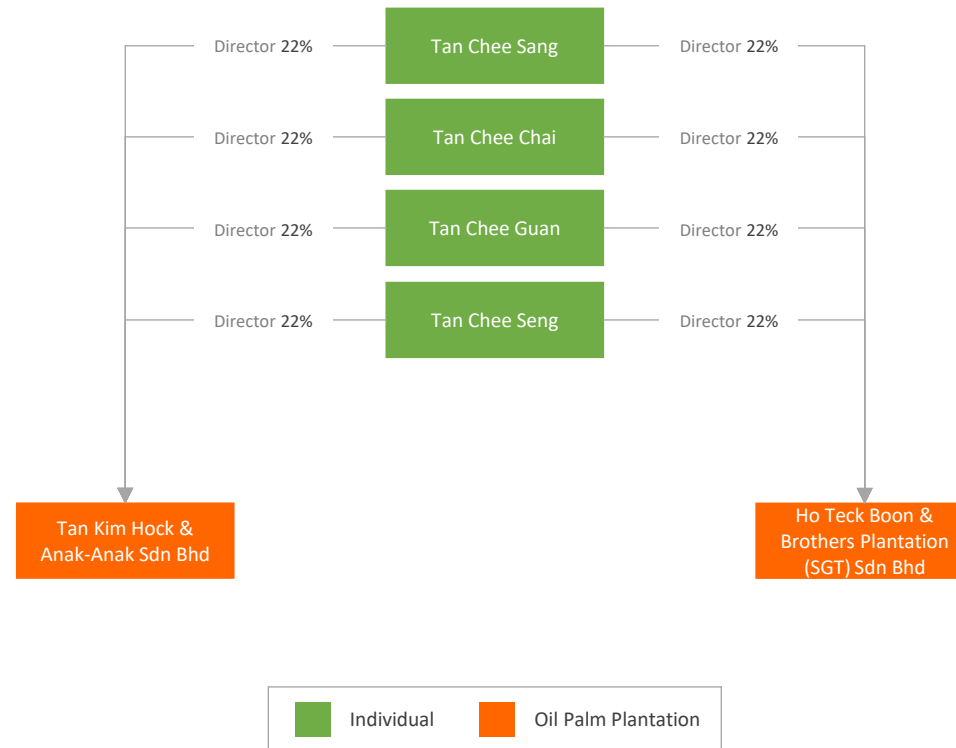 Director 22%
Tan Chee Sang
Director 22%
Director 22%
Tan Chee Chai
Director 22%
Director 22%
Tan Chee Guan
Director 22%
Director 22%
Tan Chee Seng
Director 22%
Tan Kim Hock &
Anak-Anak Sdn Bhd
Ho Teck Boon &
Brothers Plantation
(SGT) Sdn Bhd
Individual
Oil Palm Plantation